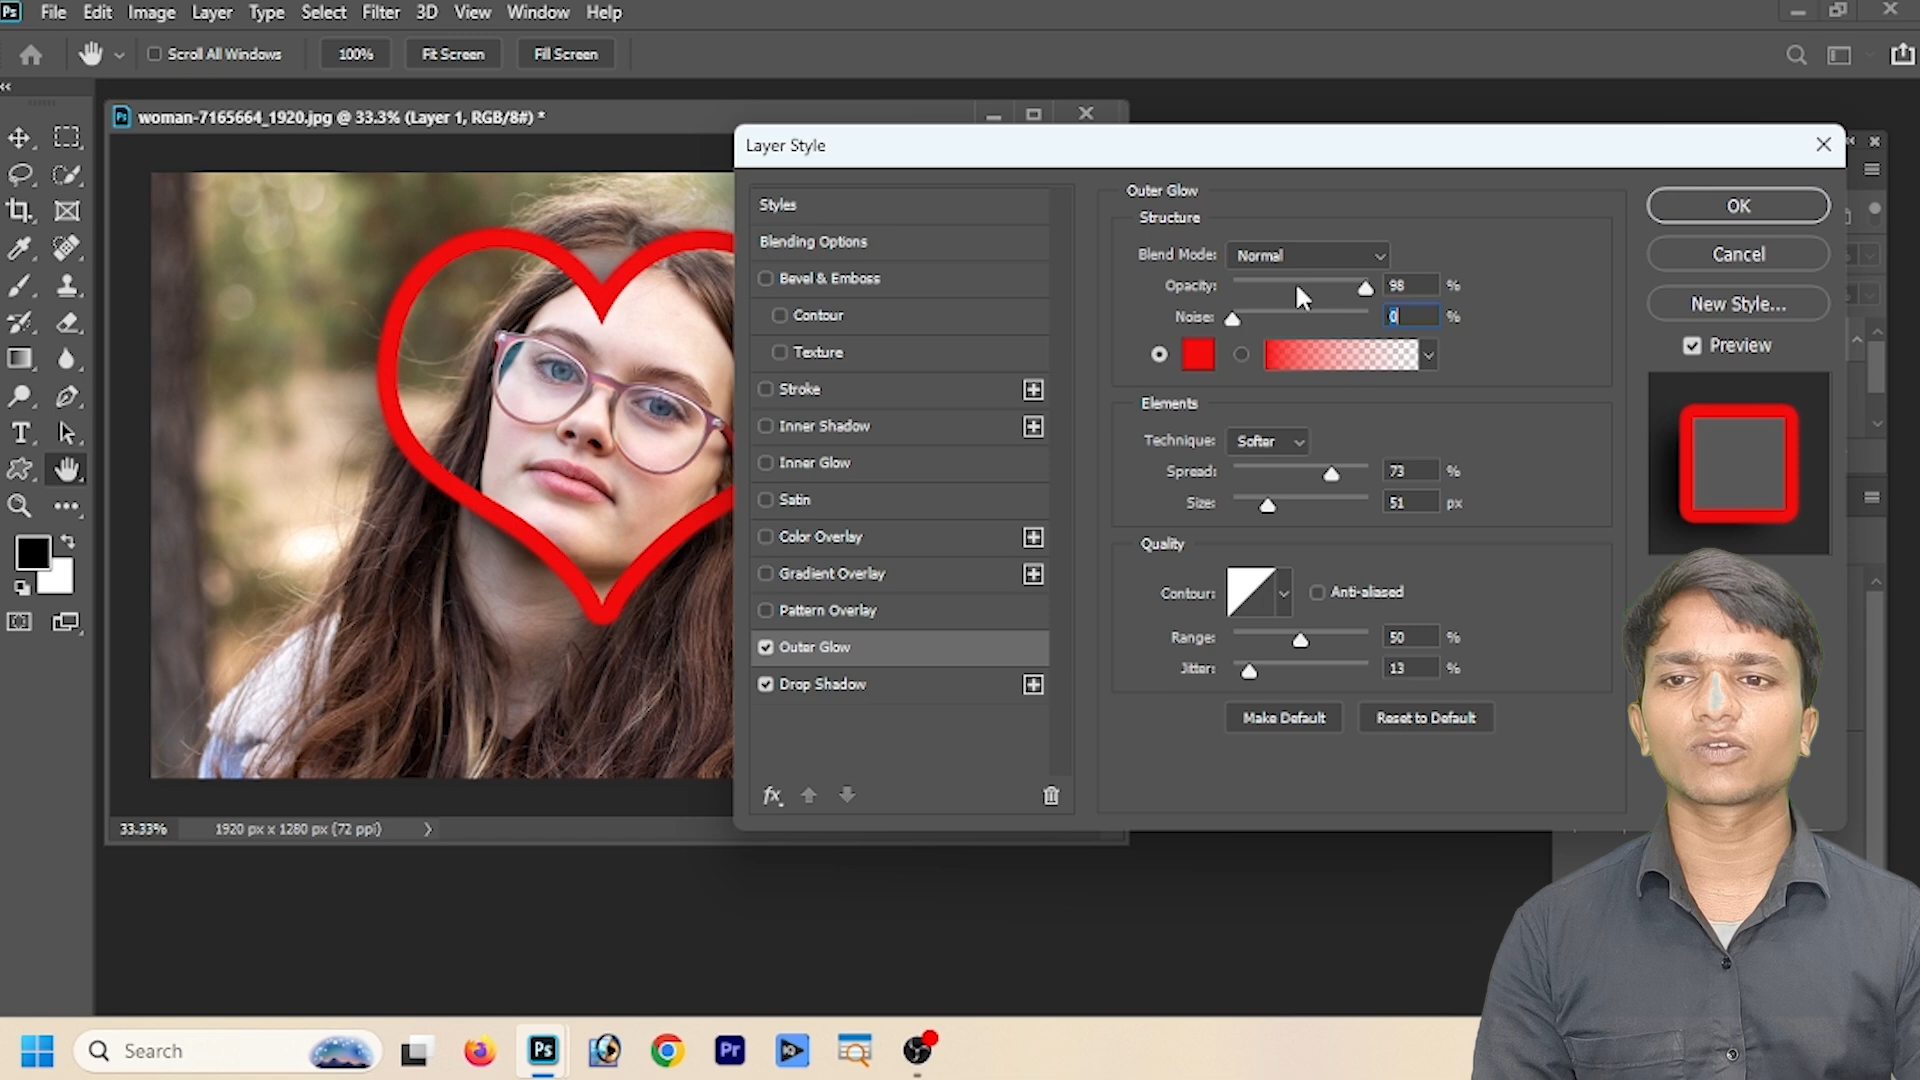 Ps File Edit Image Layer Type Select Filter 3D View Window Help
Scroll All Windows 100% Fit Screen Fill Screen
Ps woman-7165664_1920.jpg @ 33.3% (Layer 1, RGB/8#) *
Layer Style
Styles
Blending Options
Bevel & Emboss
Contour
Texture
Stroke
Inner Shadow
Inner Glow
Satin
Color Overlay
Gradient Overlay
Pattern Overlay
Outer Glow
Drop Shadow
fx
Outer Glow
Structure
Blend Mode: Normal
Opacity: 98 %
Noise: 0 %
Elements
Technique: Softer
Spread: 73 %
Size: 51 px
Quality
Contour: Anti-aliased
Range: 50 %
Jitter: 13 %
Make Default Reset to Default
OK
Cancel
New Style...
Preview
33.33% 1920 px x 1280 px (72 ppi)
Search
Ps
Pr